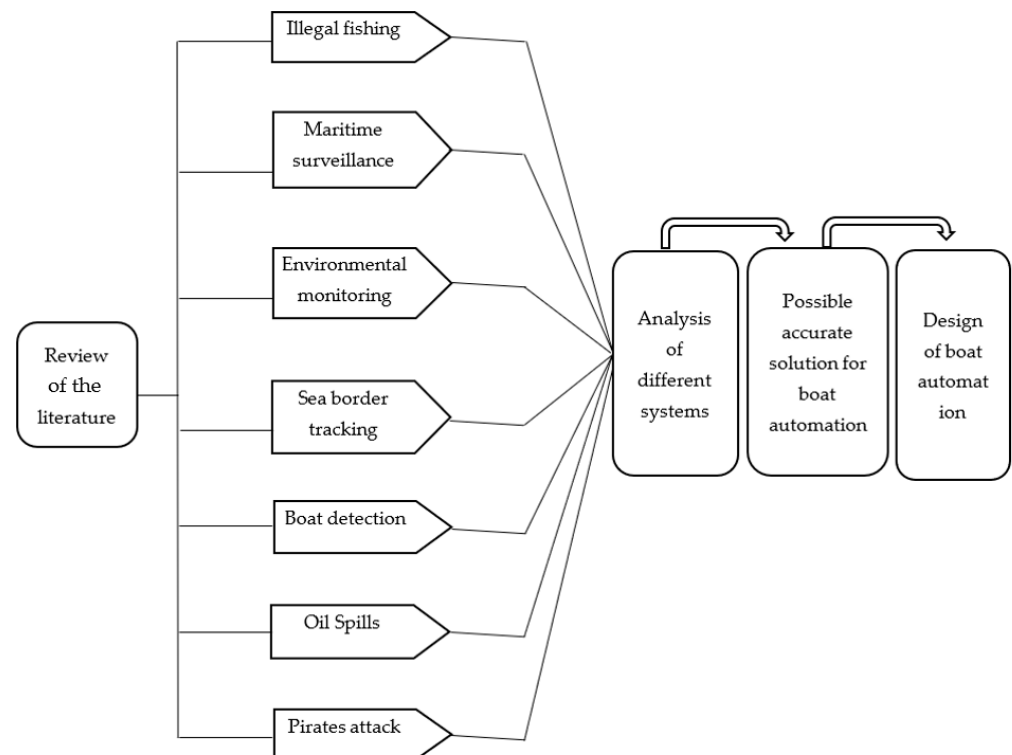 Illegal fishing
Maritime
surveillance
Environmental
monitoring
Review
of the
literature
Sea border
tracking
Boat detection
Oil Spills
Pirates attack
Analysis
of
different
systems
Possible
accurate
solution for
boat
automation
Design
of boat
automat
ion